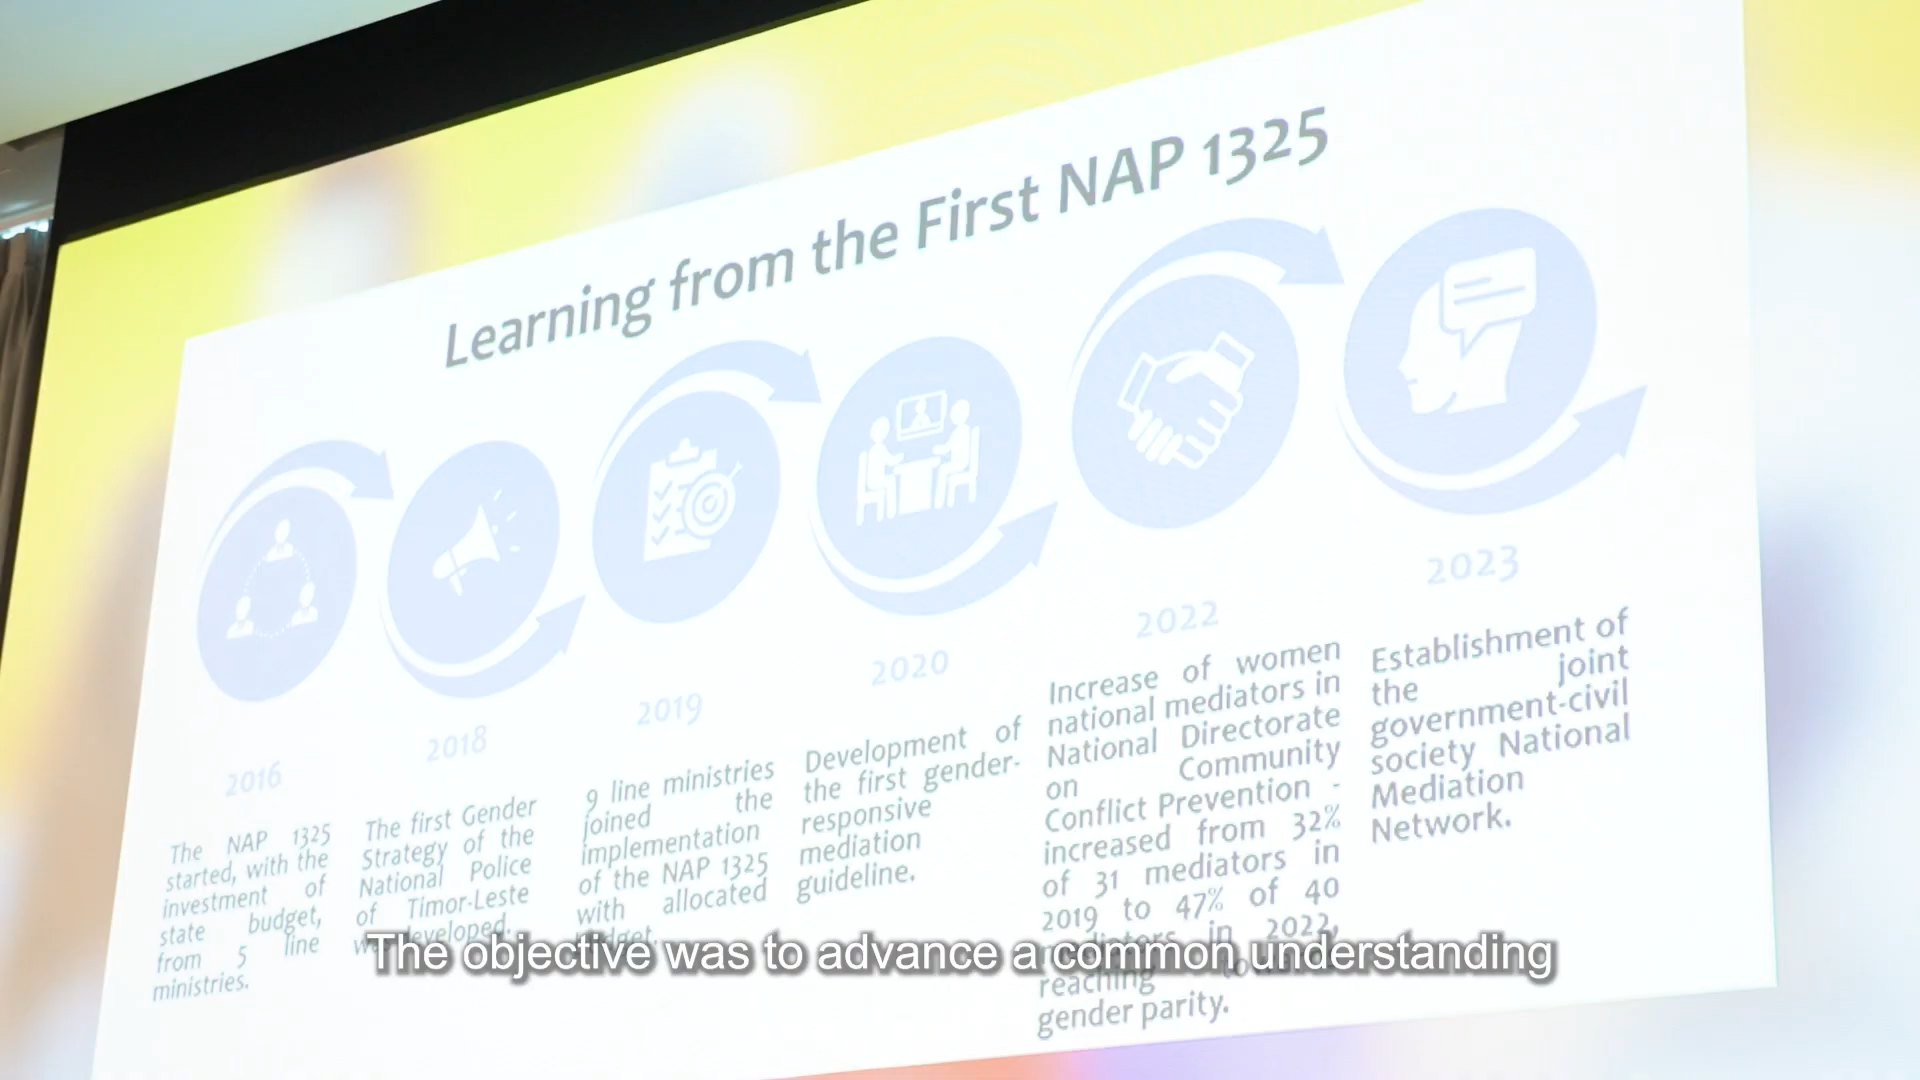 Learning from the First NAP 1325
2016
The NAP 1325
started, with the
investment of
state budget,
from 5 line
ministries.
2018
The first Gender
Strategy of the
National Police
of Timor-Leste
developed.
2019
9 line ministries
joined the
implementation
of the NAP 1325
with allocated
2020
Development of
the first gender-
responsive
mediation
guideline.
2022
Increase of women
national mediators in
National Directorate
on Community
Conflict Prevention -
increased from 32%
of 31 mediators in
2019 to 47% of 40
mediators in 2022,
reaching
gender parity.
2023
Establishment of
the joint
government-civil
society National
Mediation
Network.
The objective was to advance a common understanding